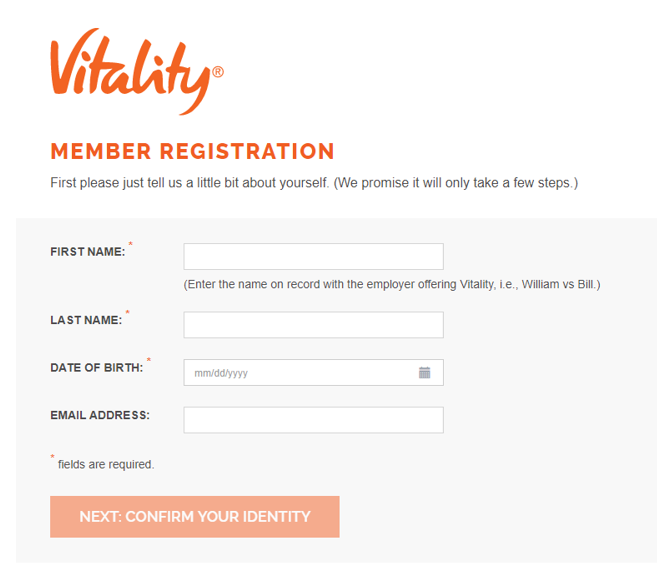 Vitality®
MEMBER REGISTRATION
First please just tell us a little bit about yourself. (We promise it will only take a few steps.)
FIRST NAME: *
(Enter the name on record with the employer offering Vitality, i.e., William vs Bill.)
LAST NAME: *
DATE OF BIRTH: *
mm/dd/yyyy
EMAIL ADDRESS:
* fields are required.
NEXT: CONFIRM YOUR IDENTITY